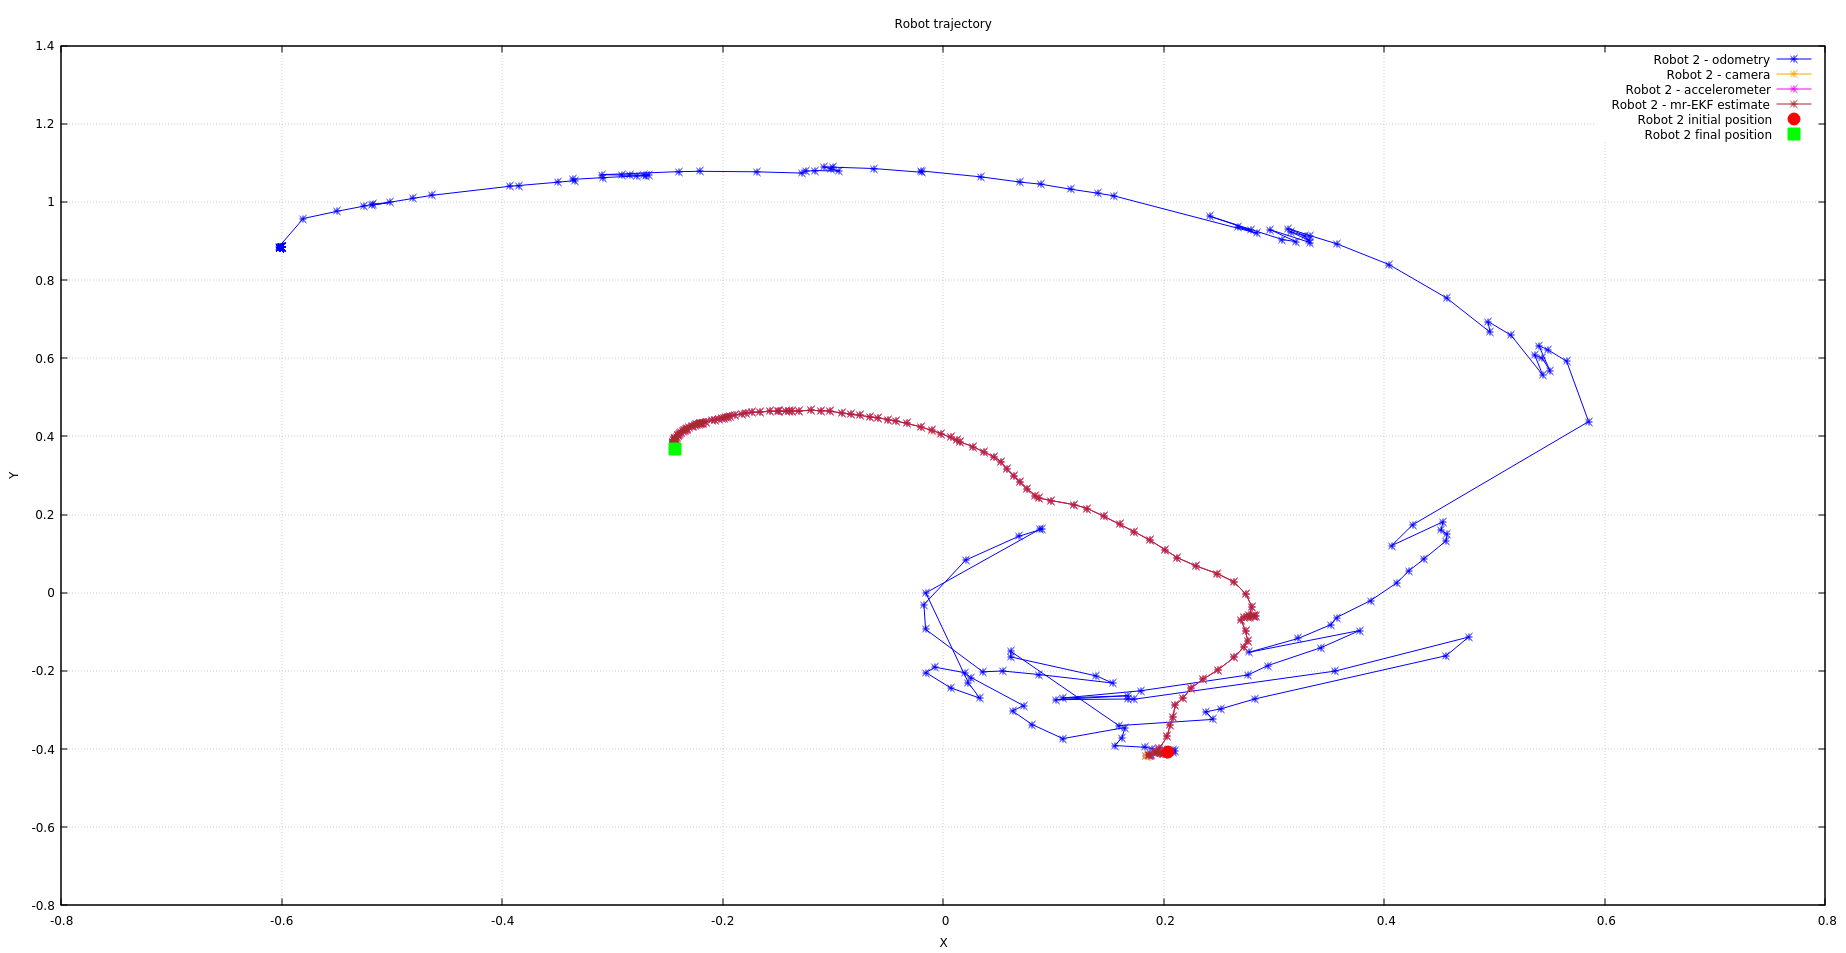 Robot trajectory
1.4
1.2
1
0.8
0.6
0.4
0.2
0
-0.2
-0.4
-0.6
-0.8
Y
Robot 2 - odometry
Robot 2 - camera
Robot 2 - accelerometer
Robot 2 - mr-EKF estimate
Robot 2 initial position
Robot 2 final position
-0.8 -0.6 -0.4 -0.2 0 0.2 0.4 0.6 0.8
X